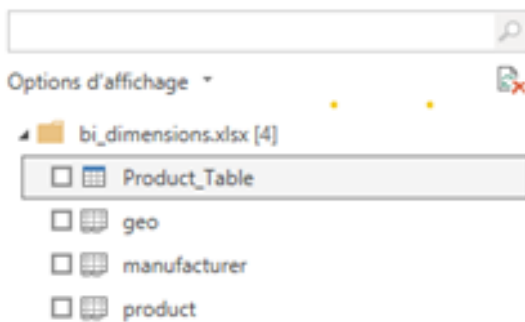 Options d'affichage
bi_dimensions.xlsx [4]
Product_Table
geo
manufacturer
product